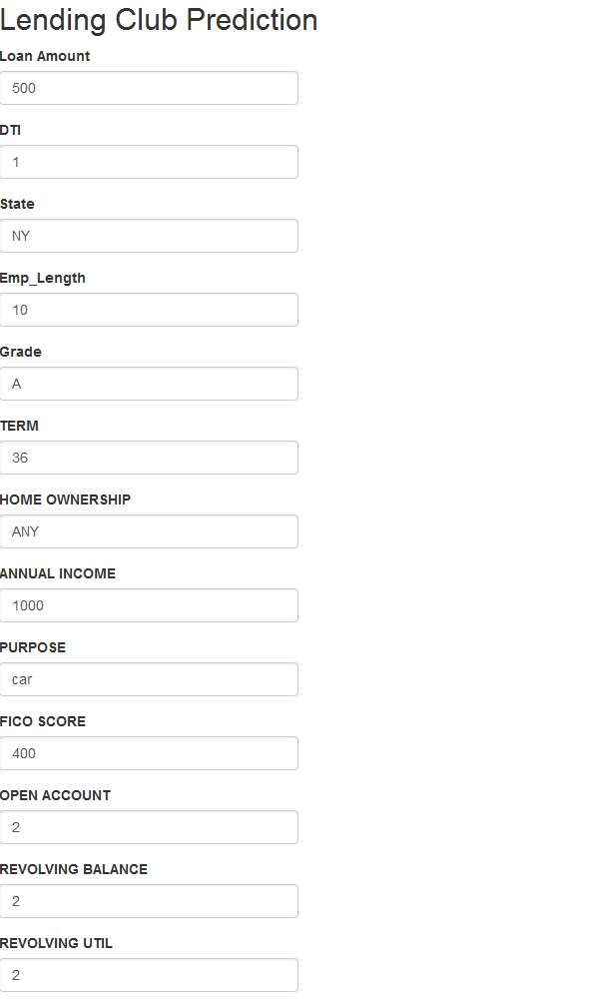 Lending Club Prediction
Loan Amount
500
DTI
1
State
NY
Emp_Length
10
Grade
A
TERM
36
HOME OWNERSHIP
ANY
ANNUAL INCOME
1000
PURPOSE
car
FICO SCORE
400
OPEN ACCOUNT
2
REVOLVING BALANCE
2
REVOLVING UTIL
2